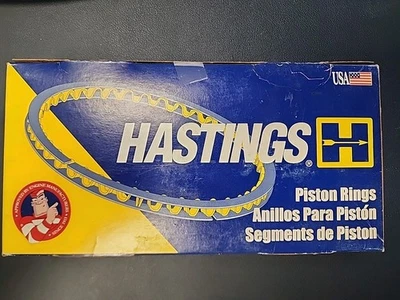 USA
HASTINGS®
H
Piston Rings
Anillos Para Pistón
Segments de Piston